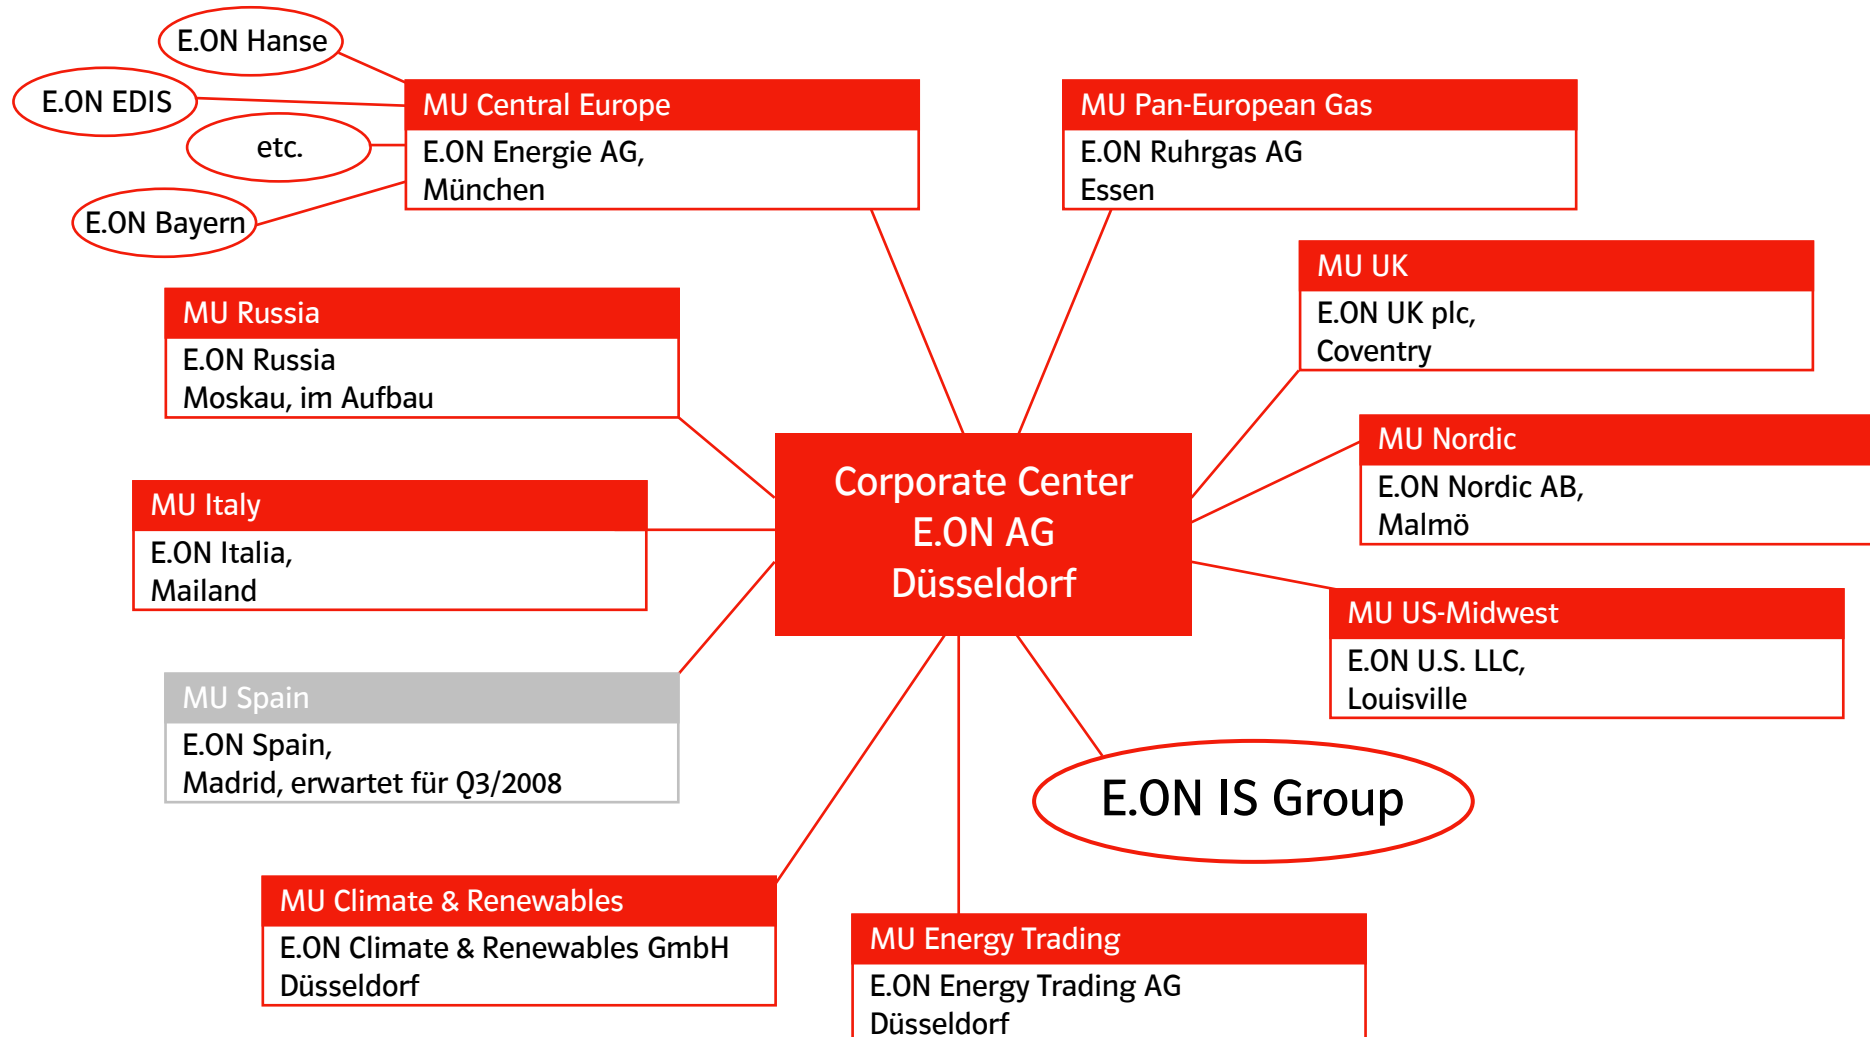 E.ON Hanse
E.ON EDIS
etc.
E.ON Bayern
MU Central Europe
E.ON Energie AG,
München
MU Pan-European Gas
E.ON Ruhrgas AG
Essen
MU UK
E.ON UK plc,
Coventry
MU Russia
E.ON Russia
Moskau, im Aufbau
MU Nordic
E.ON Nordic AB,
Malmö
Corporate Center
E.ON AG
Düsseldorf
MU Italy
E.ON Italia,
Mailand
MU US-Midwest
E.ON U.S. LLC,
Louisville
MU Spain
E.ON Spain,
Madrid, erwartet für Q3/2008
E.ON IS Group
MU Climate & Renewables
E.ON Climate & Renewables GmbH
Düsseldorf
MU Energy Trading
E.ON Energy Trading AG
Düsseldorf